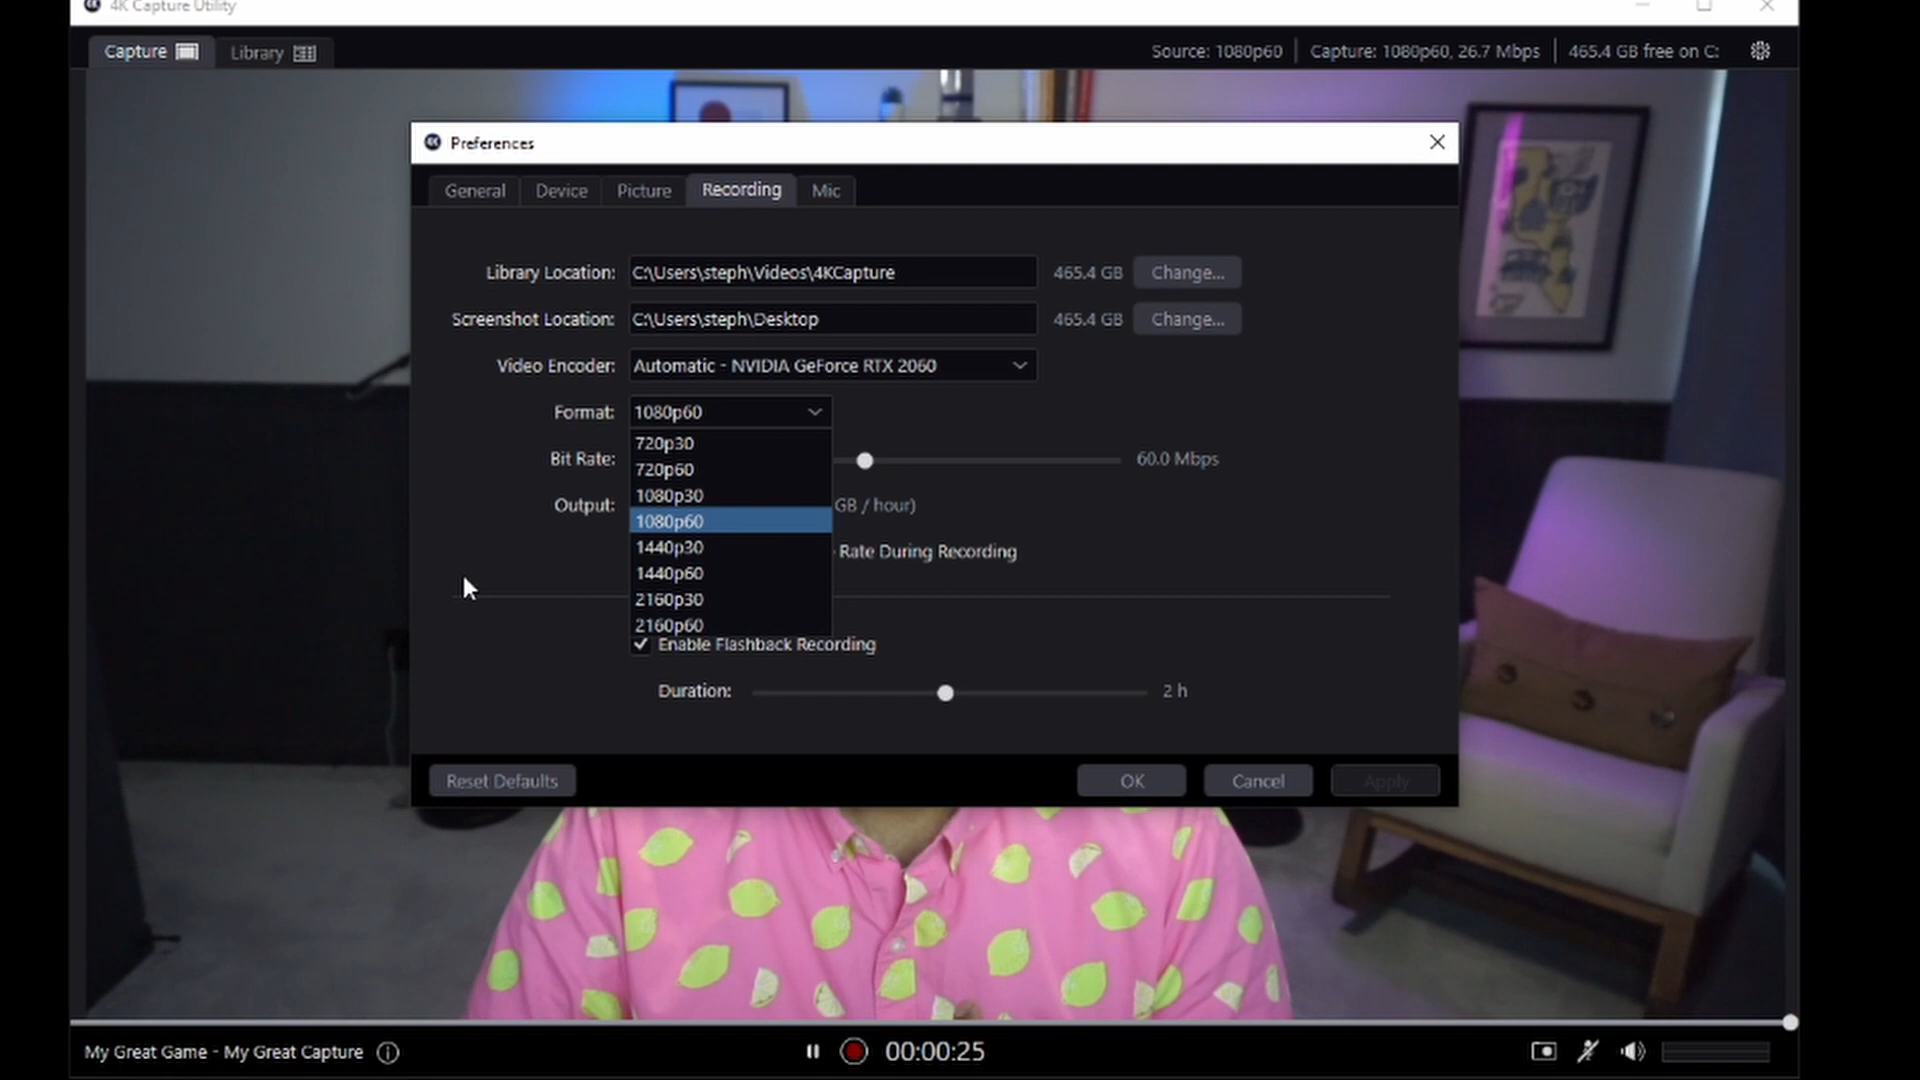 4K Capture Utility
Capture Library Source: 1080p60 Capture: 1080p60, 26.7 Mbps 465.4 GB free on C:
4K Preferences
General Device Picture Recording Mic
Library Location: C:\Users\steph\Videos\4KCapture 465.4 GB Change...
Screenshot Location: C:\Users\steph\Desktop 465.4 GB Change...
Video Encoder: Automatic - NVIDIA GeForce RTX 2060
Format: 1080p60
720p30
Bit Rate: 60.0 Mbps
720p60
1080p30
Output: GB / hour)
1080p60
1440p30 Rate During Recording
1440p60
2160p30
2160p60
Enable Flashback Recording
Duration: 2 h
Reset Defaults OK Cancel Apply
My Great Game - My Great Capture 00:00:25